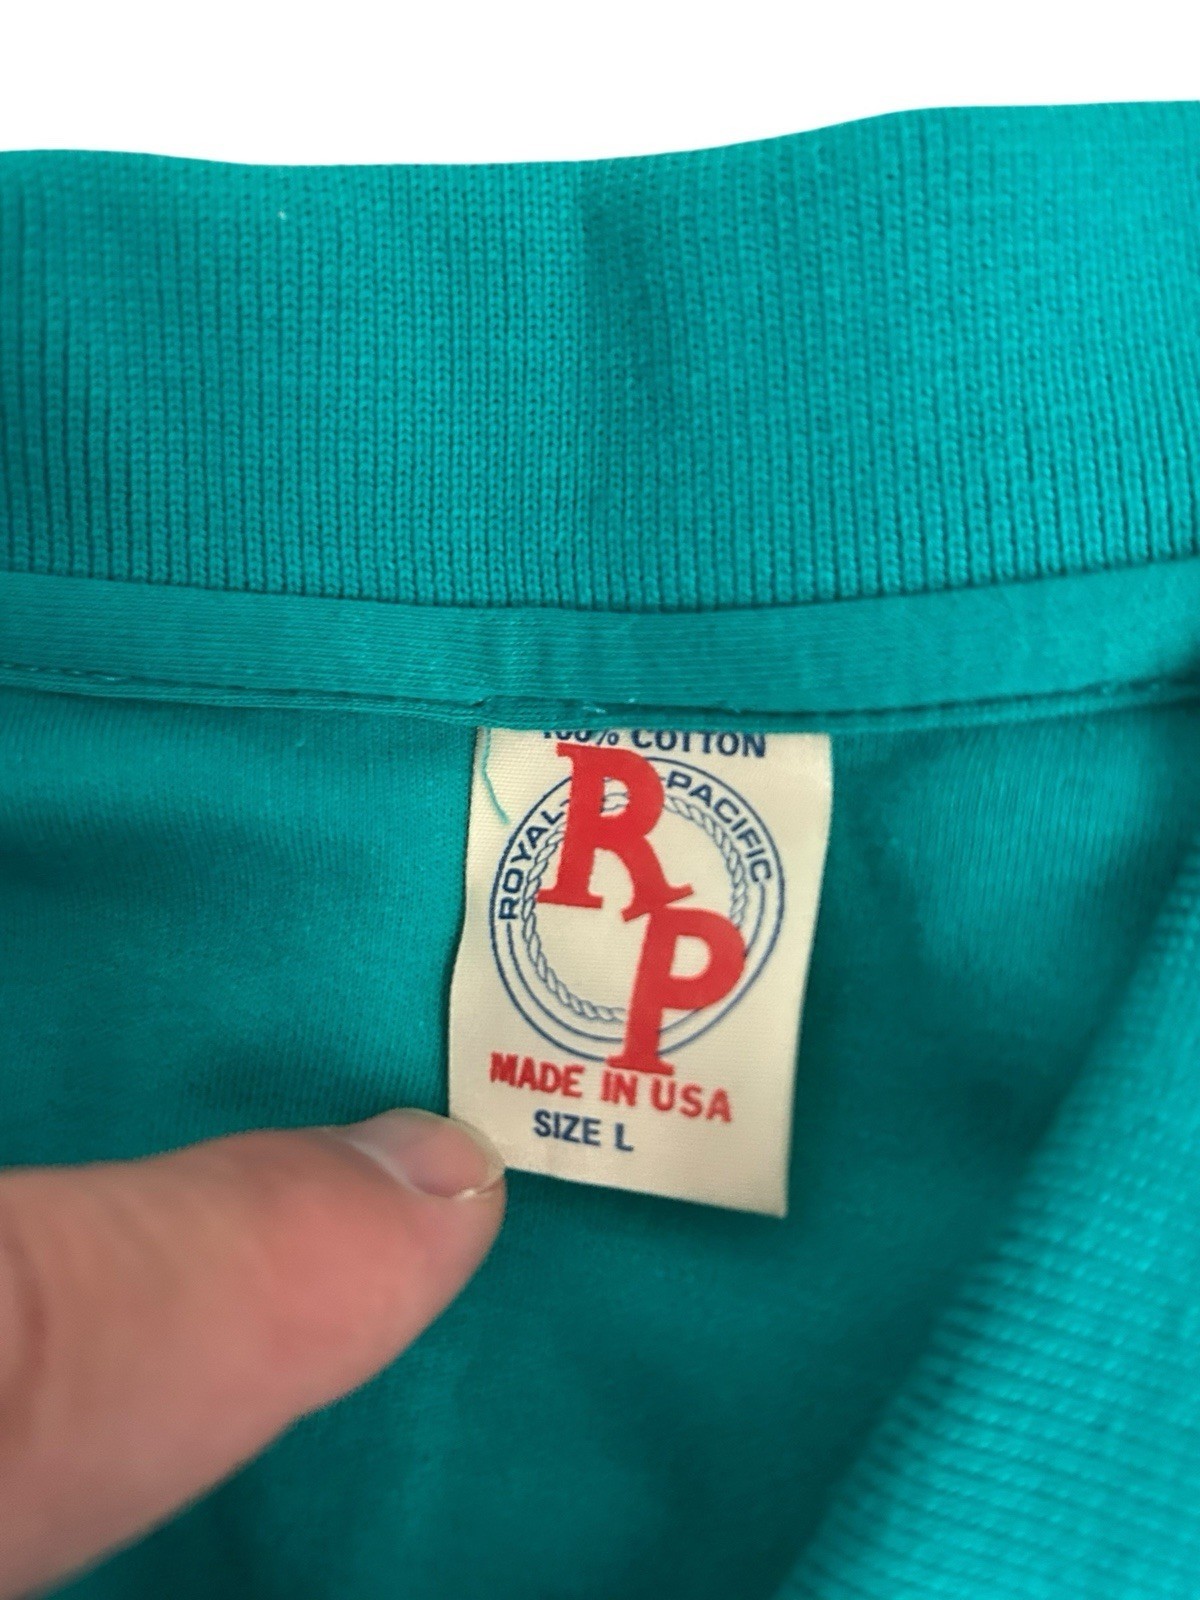 100% COTTON
ROYAL PACIFIC
RP
MADE IN USA
SIZE L